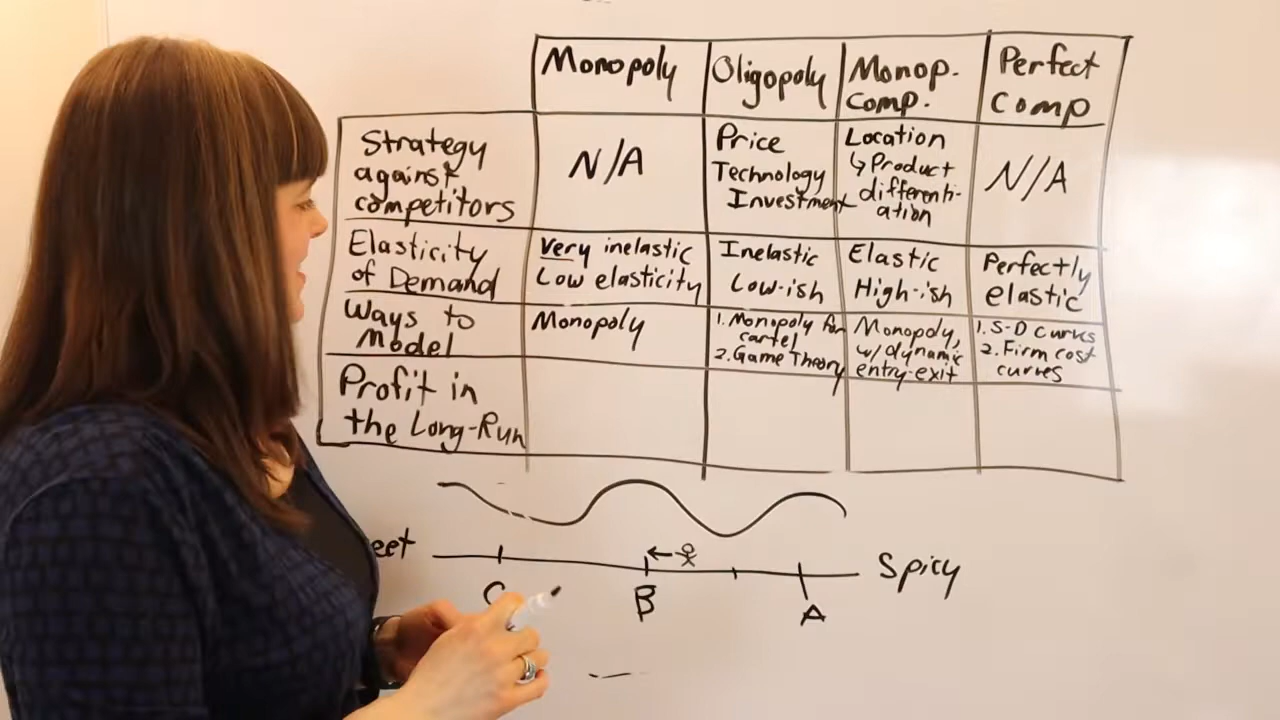 Monopoly
Oligopoly
Monop.
Comp.
Perfect
Comp
Strategy
against
competitors
N/A
Price
Technology
Investment
Location
↳ Product
differenti-
ation
N/A
Elasticity
of Demand
Very inelastic
Low elasticity
Inelastic
Low-ish
Elastic
High-ish
Perfectly
elastic
Ways to
Model
Monopoly
1. Monopoly for
cartel
2. Game Theory
Monopoly,
w/ dynamic
entry-exit
1. S-D curves
2. Firm cost
curves
Profit in
the Long-Run
eet
Spicy
C
B
A